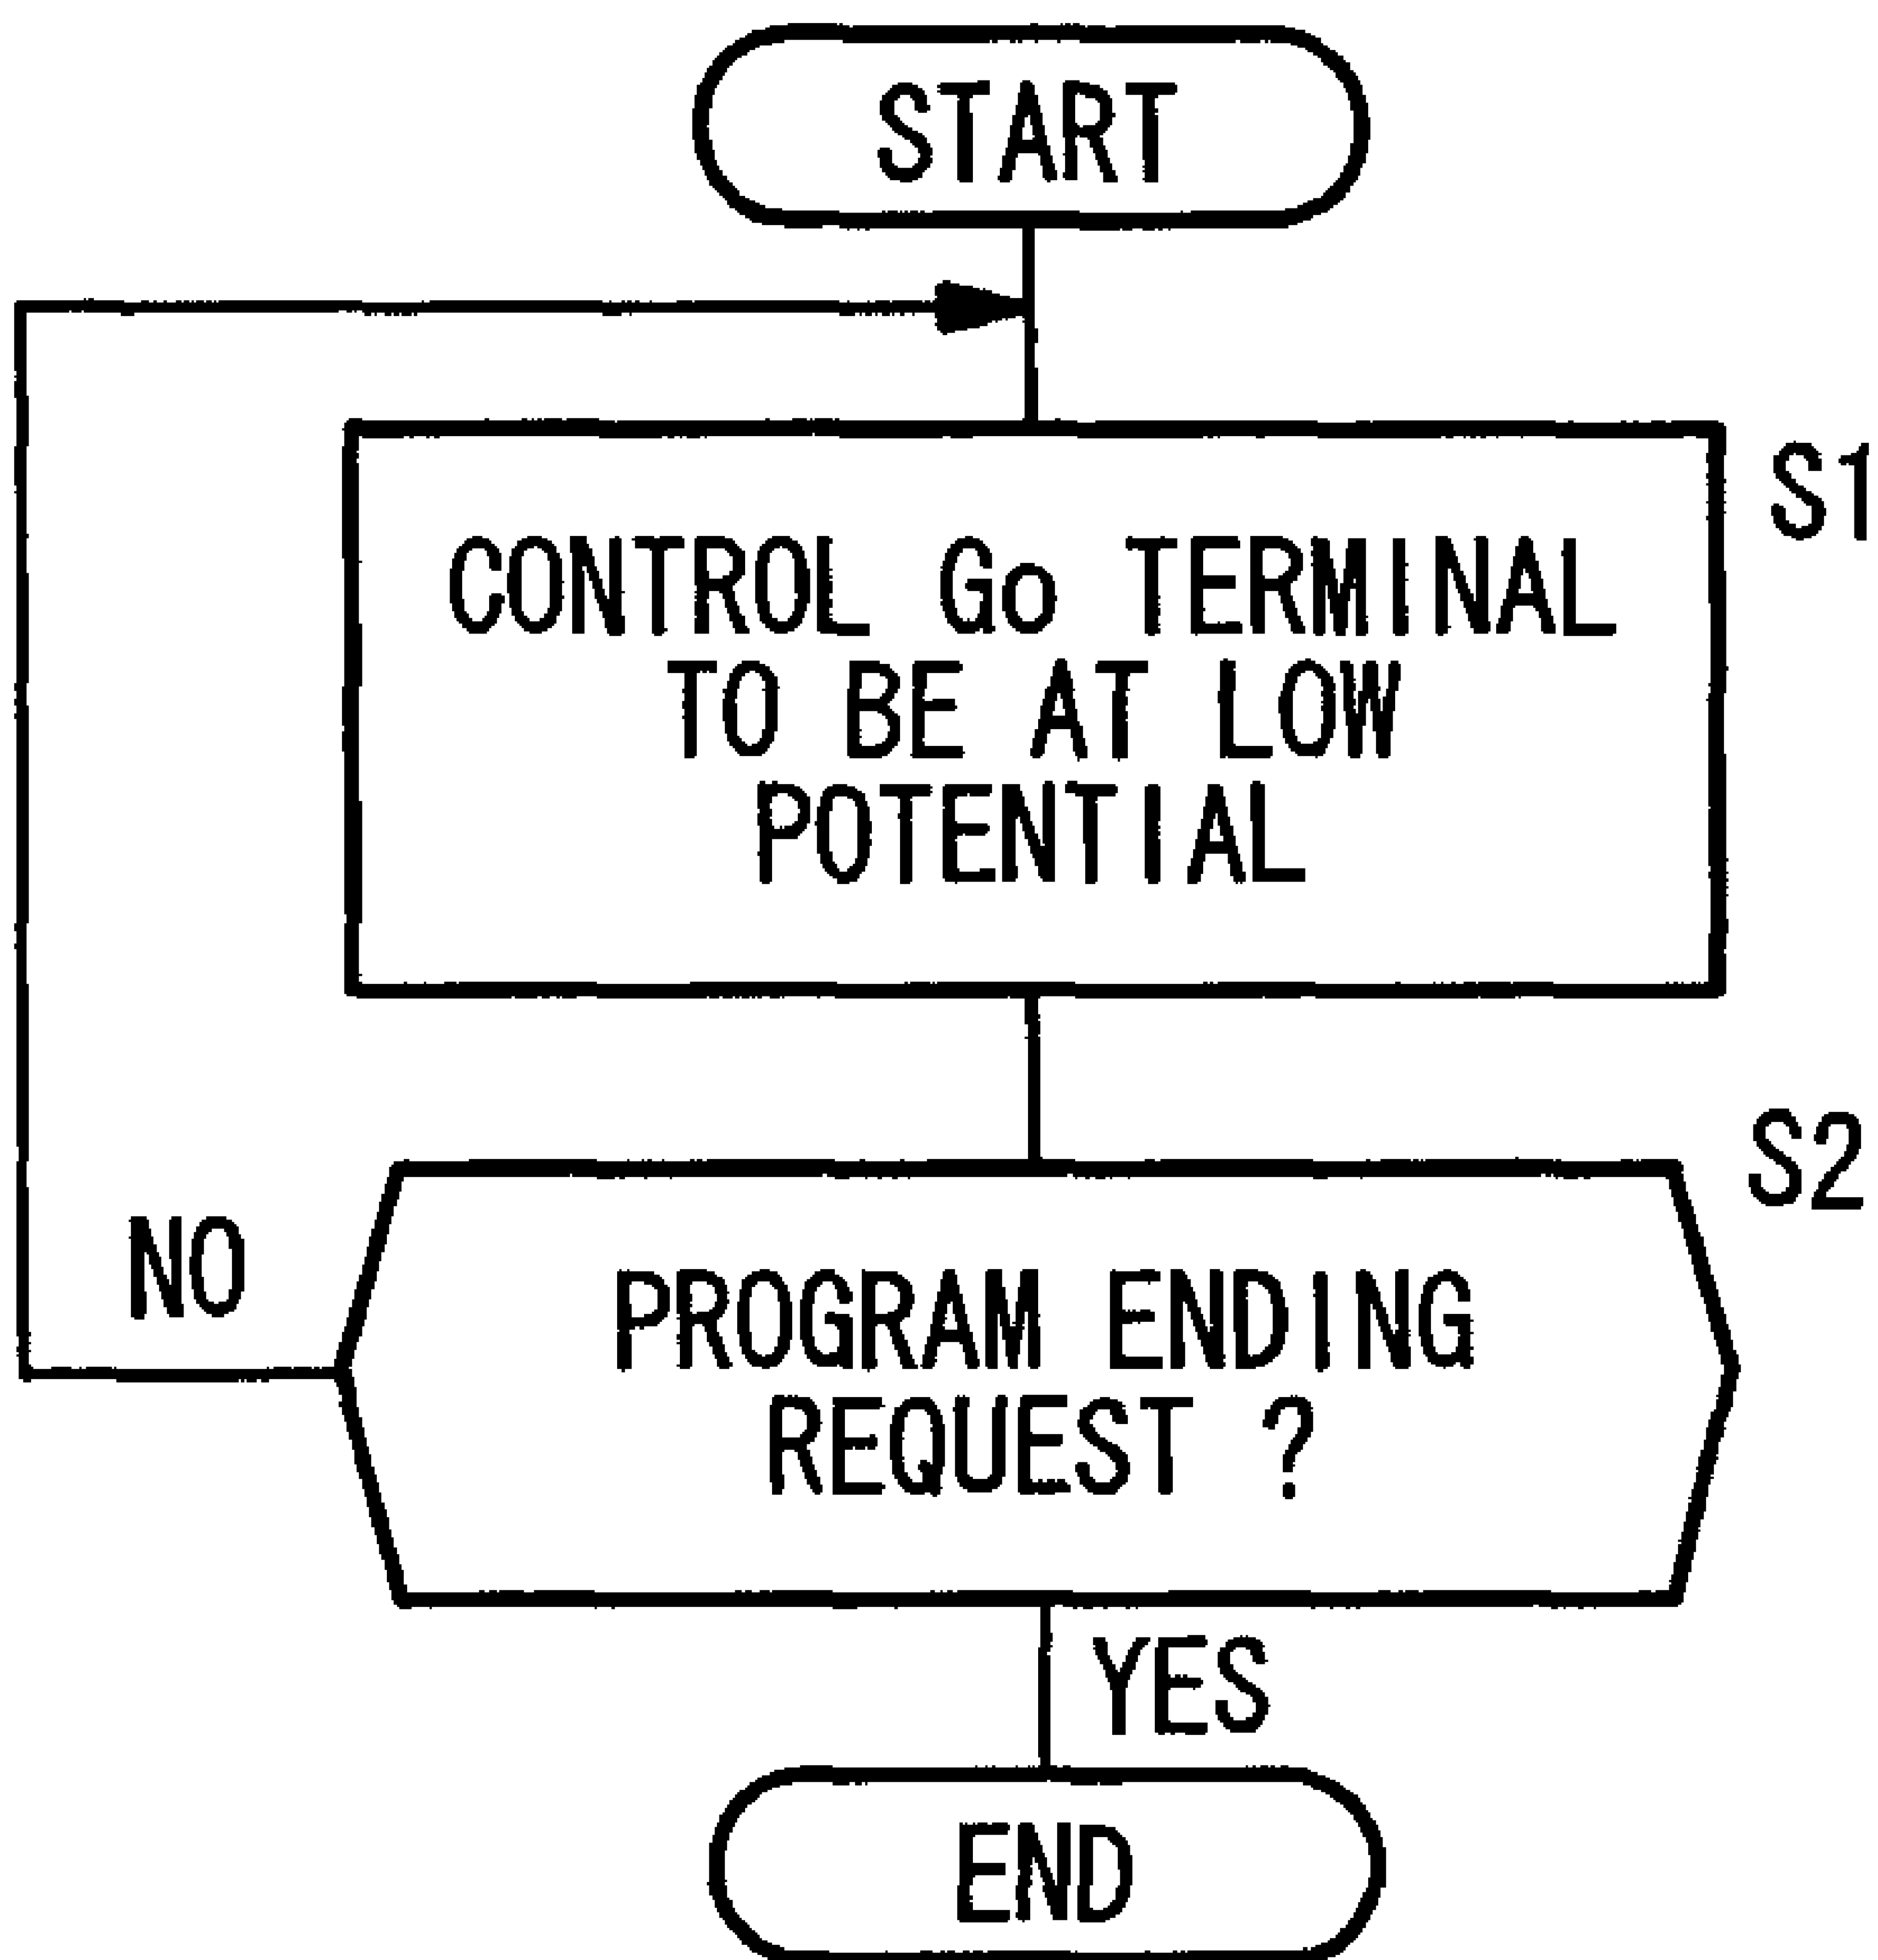 START
S1
CONTROL Go TERMINAL
TO BE AT LOW
POTENTIAL
S2
NO
PROGRAM ENDING
REQUEST ?
YES
END